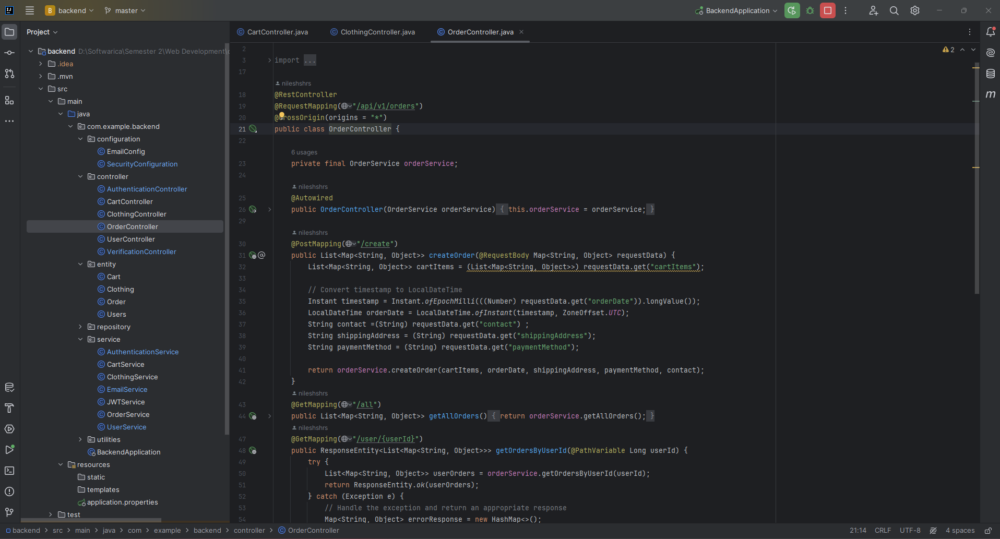 backend
master
BackendApplication
Project
backend D:\Softwarica\Semester 2\Web Development\
.idea
.mvn
src
main
java
com.example.backend
configuration
EmailConfig
SecurityConfiguration
controller
AuthenticationController
CartController
ClothingController
OrderController
UserController
VerificationController
entity
Cart
Clothing
Order
Users
repository
service
AuthenticationService
CartService
ClothingService
EmailService
JWTService
OrderService
UserService
utilities
BackendApplication
resources
static
templates
application.properties
test
CartController.java
ClothingController.java
OrderController.java
2
2
3 import ...
17
nileshshrs
18 @RestController
19 @RequestMapping("/api/v1/orders")
20 @CrossOrigin(origins = "*")
21 public class OrderController {
22
6 usages
23 private final OrderService orderService;
24
nileshshrs
25 @Autowired
26 public OrderController(OrderService orderService) { this.orderService = orderService; }
29
nileshshrs
30 @PostMapping("/create")
31 public List<Map<String, Object>> createOrder(@RequestBody Map<String, Object> requestData) {
32 List<Map<String, Object>> cartItems = (List<Map<String, Object>>) requestData.get("cartItems");
33
34 // Convert timestamp to LocalDateTime
35 Instant timestamp = Instant.ofEpochMilli(((Number) requestData.get("orderDate")).longValue());
36 LocalDateTime orderDate = LocalDateTime.ofInstant(timestamp, ZoneOffset.UTC);
37 String contact =(String) requestData.get("contact") ;
38 String shippingAddress = (String) requestData.get("shippingAddress");
39 String paymentMethod = (String) requestData.get("paymentMethod");
40
41 return orderService.createOrder(cartItems, orderDate, shippingAddress, paymentMethod, contact);
42 }
nileshshrs
43 @GetMapping("/all")
44 public List<Map<String, Object>> getAllOrders() { return orderService.getAllOrders(); }
nileshshrs
47 @GetMapping("/user/{userId}")
48 public ResponseEntity<List<Map<String, Object>>> getOrdersByUserId(@PathVariable Long userId) {
49 try {
50 List<Map<String, Object>> userOrders = orderService.getOrdersByUserId(userId);
51 return ResponseEntity.ok(userOrders);
52 } catch (Exception e) {
53 // Handle the exception and return an appropriate response
54 Map<String, Object> errorResponse = new HashMap<>();
backend > src > main > java > com > example > backend > controller > OrderController
21:14 CRLF UTF-8 4 spaces